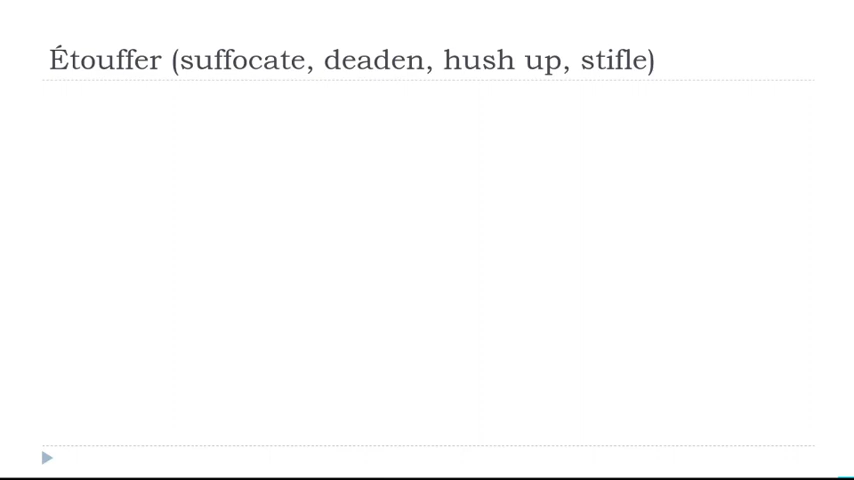 Étouffer (suffocate, deaden, hush up, stifle)